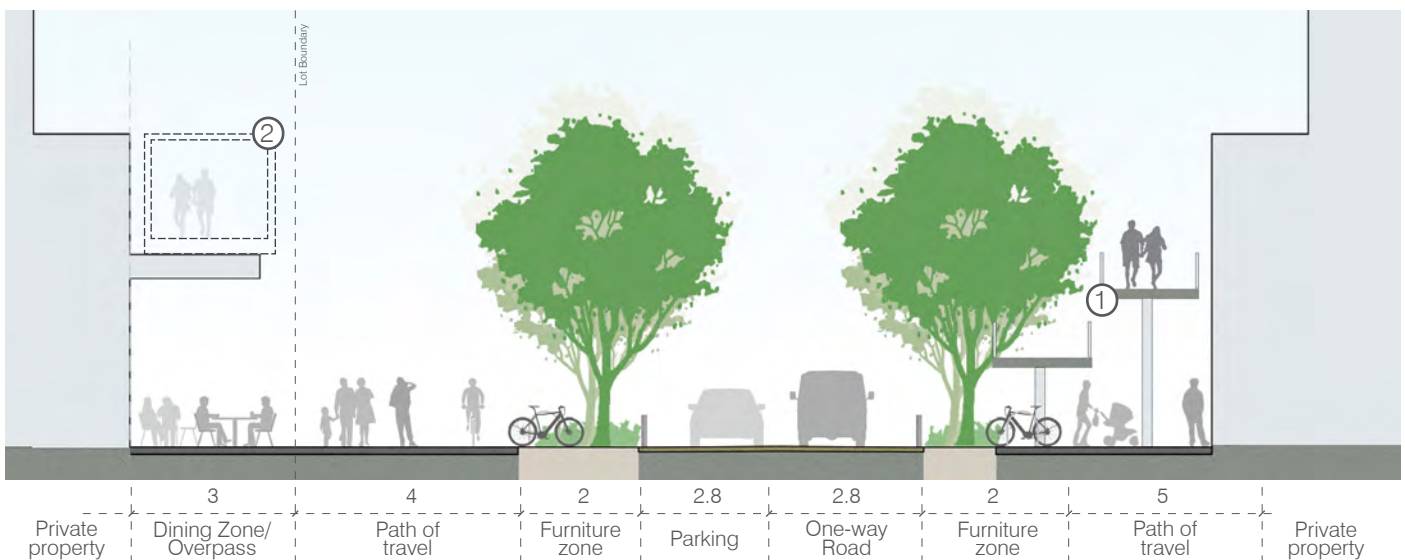 Lot Boundary
2
1
3
4
2
2.8
2.8
2
5
Private
property
Dining Zone/
Overpass
Path of
travel
Furniture
zone
Parking
One-way
Road
Furniture
zone
Path of
travel
Private
property